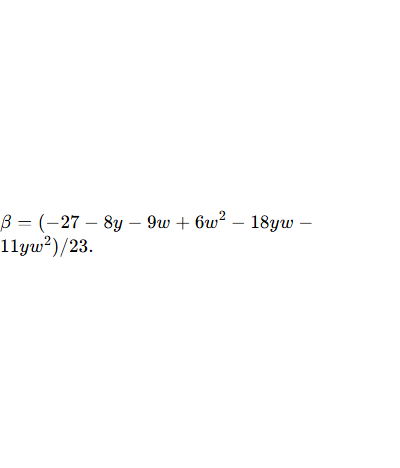 β = (−27 − 8y − 9w + 6w² − 18yw −
11yw²)/23.